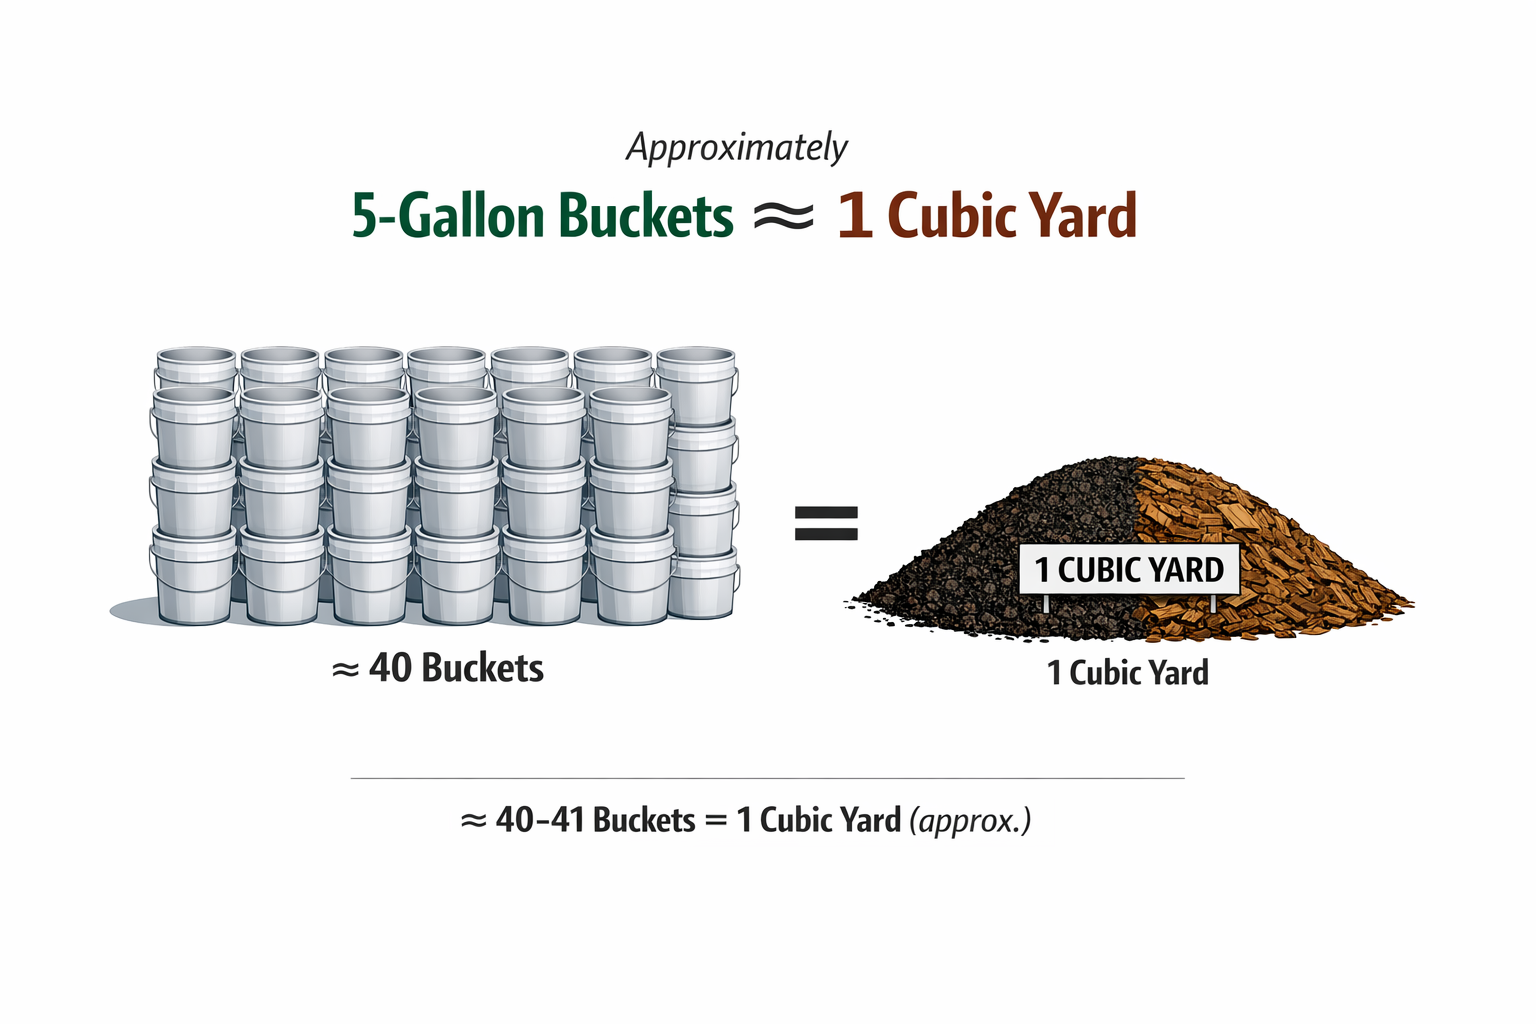 Approximately
5-Gallon Buckets ≈ 1 Cubic Yard
1 CUBIC YARD
≈ 40 Buckets
1 Cubic Yard
≈ 40–41 Buckets = 1 Cubic Yard (approx.)